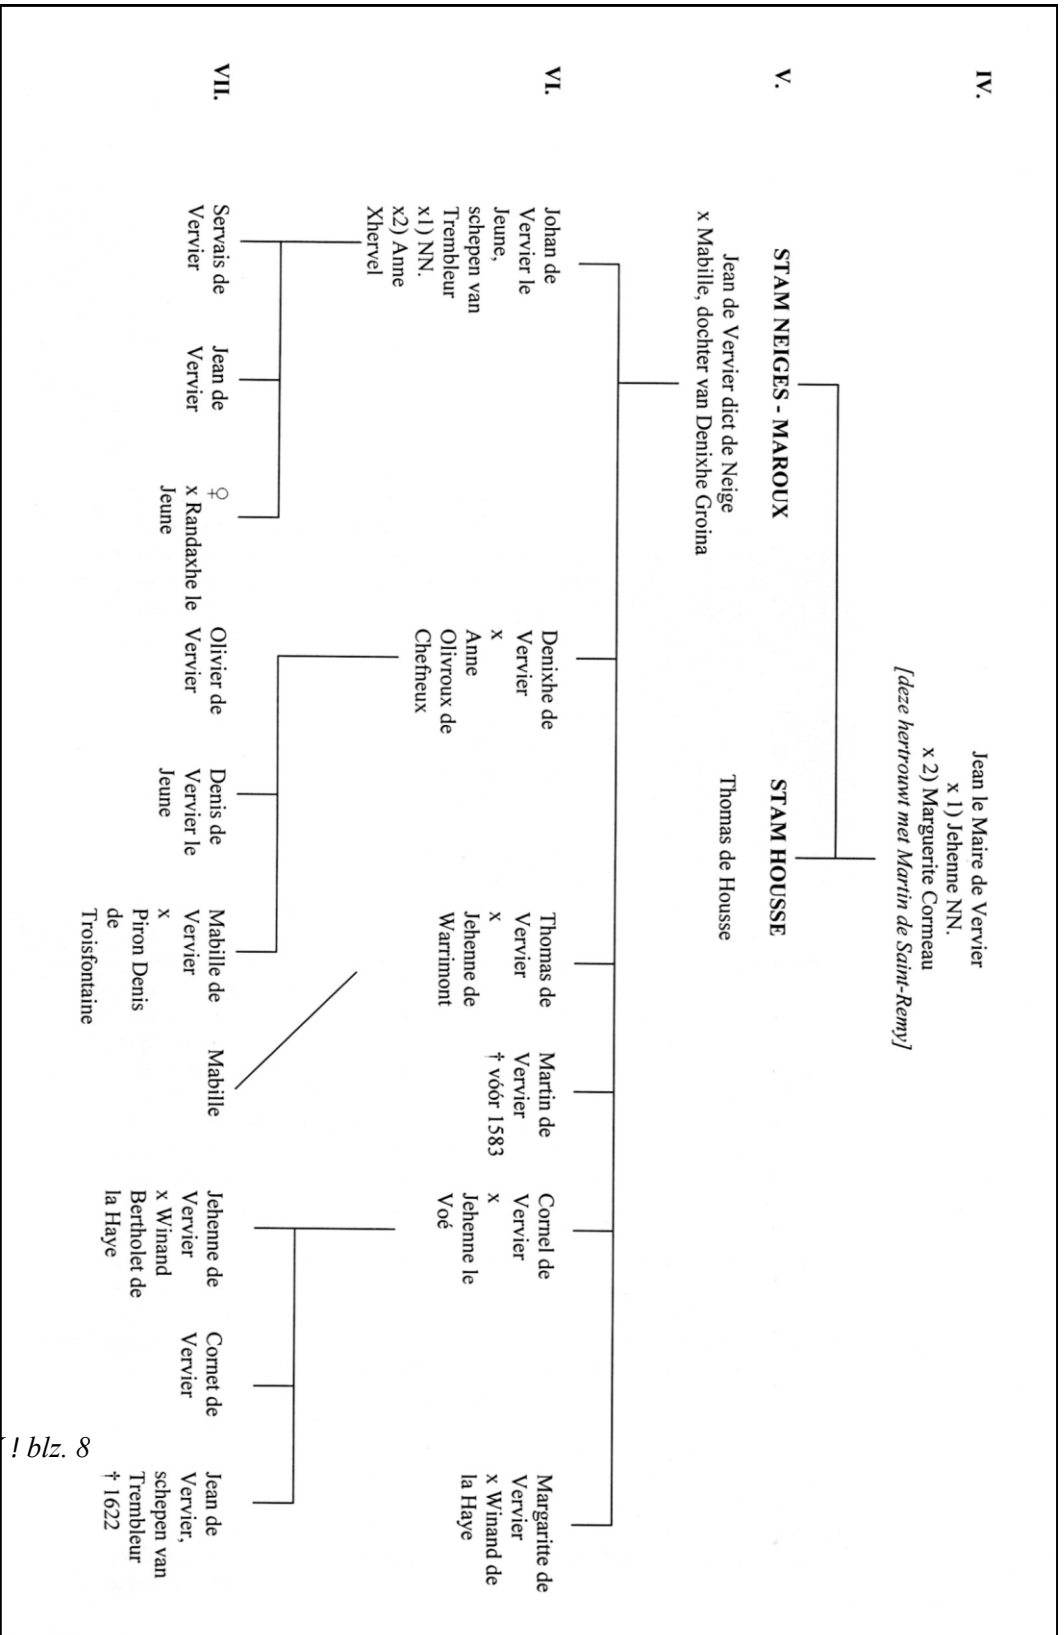 IV.
Jean le Maire de Vervier
x 1) Jehenne NN.
x 2) Marguerite Cormeau
[deze hertrouwt met Martin de Saint-Remy]
V.
STAM NEIGES - MAROUX
Jean de Vervier dict de Neige
x Mabille, dochter van Denixhe Groina
STAM HOUSSE
Thomas de Housse
VI.
Johan de
Vervier le
Jeune,
schepen van
Trembleur
x1) NN.
x2) Anne
Xhervel
Denixhe de
Vervier
x
Anne
Olivroux de
Chefneux
Thomas de
Vervier
x
Jehenne de
Warrimont
Martin de
Vervier
† vóór 1583
Cornel de
Vervier
x
Jehenne le
Voé
Margaritte de
Vervier
x Winand de
la Haye
VII.
Servais de
Vervier
Jean de
Vervier
♀
x Randaxhe le
Jeune
Olivier de
Vervier
Denis de
Vervier le
Jeune
Mabille de
Vervier
x
Piron Denis
de
Troisfontaine
Mabille
Jehenne de
Vervier
x Winand
Bertholet de
la Haye
Cornet de
Vervier
Jean de
Vervier,
schepen van
Trembleur
† 1622
! blz. 8